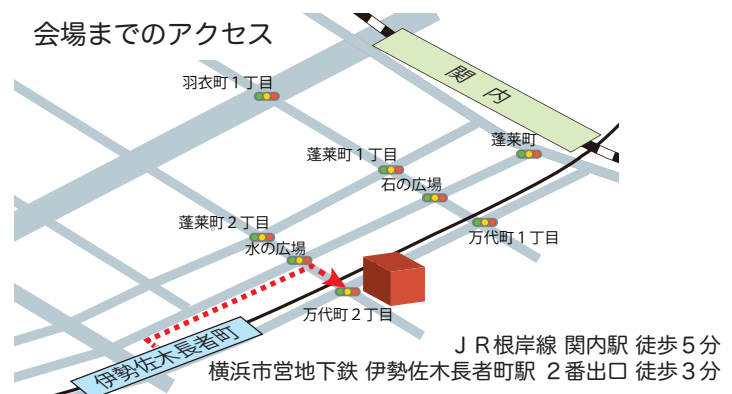 会場までのアクセス
関内
羽衣町1丁目
蓬莱町
蓬莱町1丁目
石の広場
蓬莱町2丁目
万代町1丁目
水の広場
万代町2丁目
伊勢佐木長者町
ＪＲ根岸線 関内駅 徒歩５分
横浜市営地下鉄 伊勢佐木長者町駅 ２番出口 徒歩３分